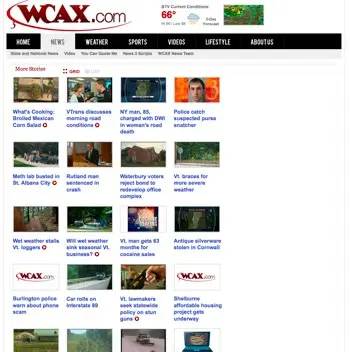 WCAX.com
BTV Current Conditions
66°
7-Day
Forecast
HOME NEWS WEATHER SPORTS VIDEOS LIFESTYLE ABOUT US
State and National News Video You Can Quote Me News 3 Scripts WCAX News Team
More Stories GRID
What's Cooking:
Broiled Mexican
Corn Salad
VTrans discusses
morning road
conditions
NY man, 85,
charged with DWI
in woman's road
death
Police catch
suspected purse
snatcher
Meth lab busted in
St. Albans City
Rutland man
sentenced in
crash
Waterbury voters
reject bond to
redevelop office
complex
Vt. braces for
more severe
weather
Wet weather stalls
Vt. loggers
Will wet weather
sink seasonal Vt.
business?
Vt. man gets 63
months for
cocaine sales
Antique silverware
stolen in Cornwall
WCAX.com
WCAX.com
Burlington police
warn about phone
scam
Car rolls on
Interstate 89
Vt. lawmakers
seek statewide
policy on stun
guns
Shelburne
affordable housing
project gets
underway